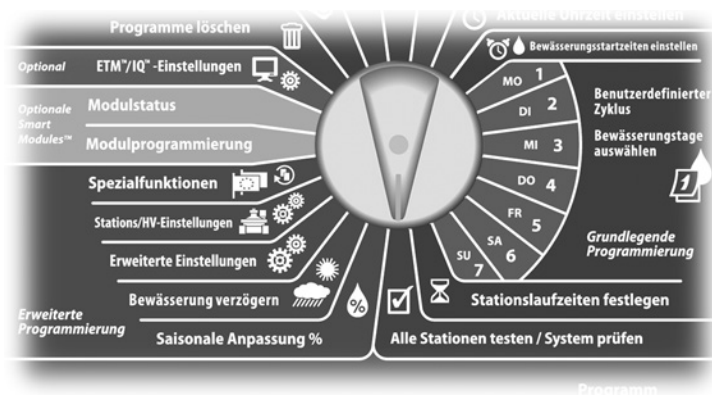 Programme löschen
Aktuelle Uhrzeit einstellen
Bewässerungsstartzeiten einstellen
Optional
ETM™/IQ™ -Einstellungen
Optionale
Smart
Modules™
Modulstatus
Modulprogrammierung
Spezialfunktionen
Stations/HV-Einstellungen
Erweiterte Einstellungen
Bewässerung verzögern
Erweiterte
Programmierung
Saisonale Anpassung %
MO 1
DI 2
MI 3
DO 4
FR 5
SA 6
SU 7
Benutzerdefinierter
Zyklus
Bewässerungstage
auswählen
1
Grundlegende
Programmierung
Stationslaufzeiten festlegen
%
Alle Stationen testen / System prüfen
Programm